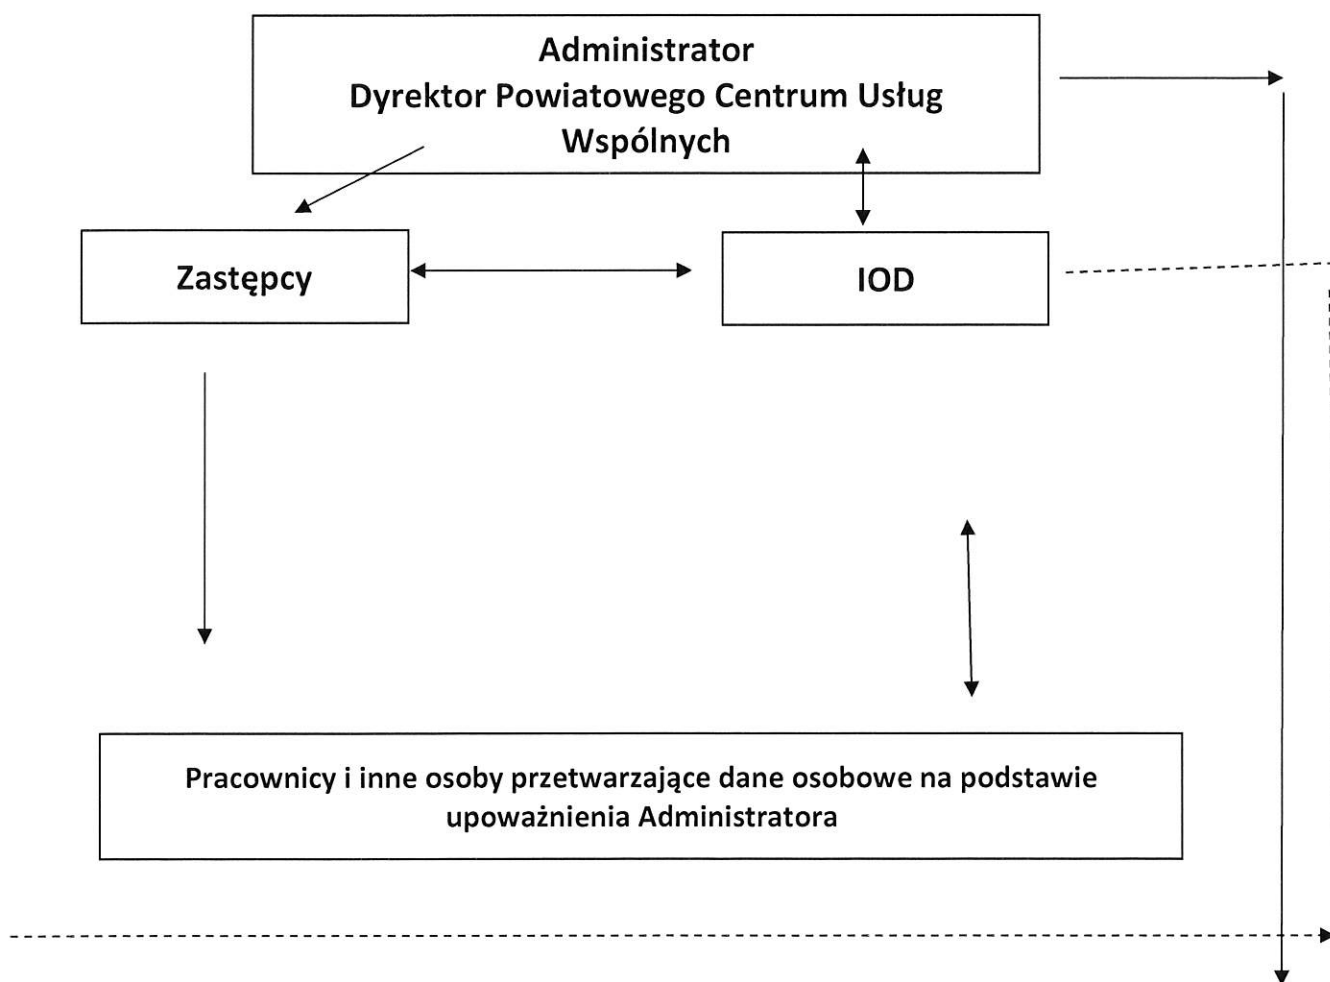 Administrator
Dyrektor Powiatowego Centrum Usług
Wspólnych
Zastępcy
IOD
Pracownicy i inne osoby przetwarzające dane osobowe na podstawie
upoważnienia Administratora